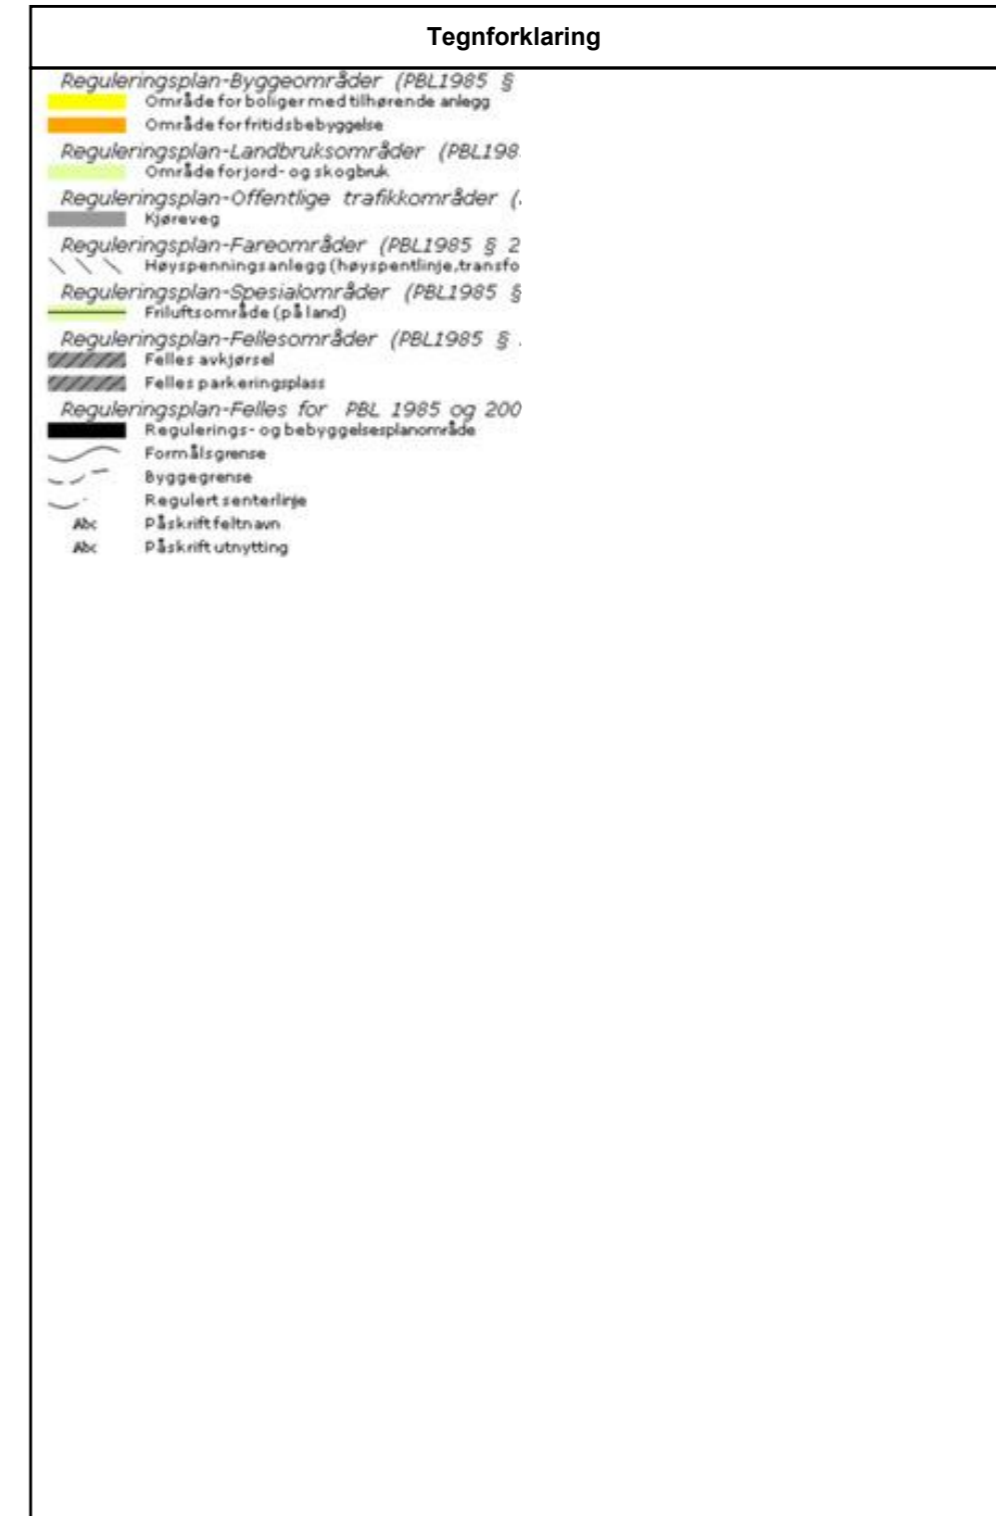 Tegnforklaring
Reguleringsplan-Byggeområder (PBL1985 §
Område for boliger med tilhørende anlegg
Område for fritidsbebyggelse
Reguleringsplan-Landbruksområder (PBL198
Område for jord- og skogbruk
Reguleringsplan-Offentlige trafikkområder (
Kjøreveg
Reguleringsplan-Fareområder (PBL1985 § 2
Høyspenningsanlegg (høyspentlinje, transfo
Reguleringsplan-Spesialområder (PBL1985 §
Friluftsområde (på land)
Reguleringsplan-Fellesområder (PBL1985 §
Felles avkjørsel
Felles parkeringsplass
Reguleringsplan-Felles for PBL 1985 og 200
Regulerings- og bebyggelsesplanområde
Formålsgrense
Byggegrense
Regulert senterlinje
Abc Påskrift feltnavn
Abc Påskrift utnytting